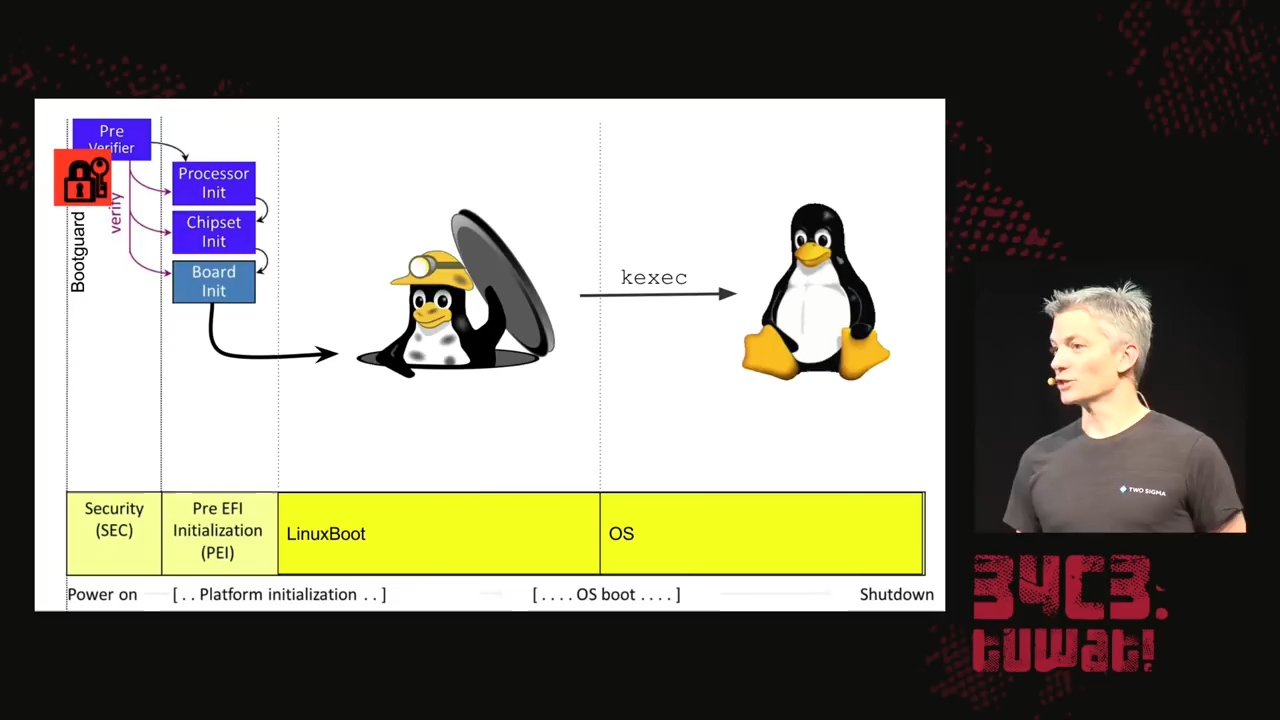 Pre
Verifier
Processor
Init
Chipset
Init
Board
Init
verify
Bootguard
kexec
TWO SIGMA
Security
(SEC)
Pre EFI
Initialization
(PEI)
LinuxBoot
OS
Power on
[ . . Platform initialization . . ]
[ . . . . OS boot . . . . ]
Shutdown
34C3.
tuwat!